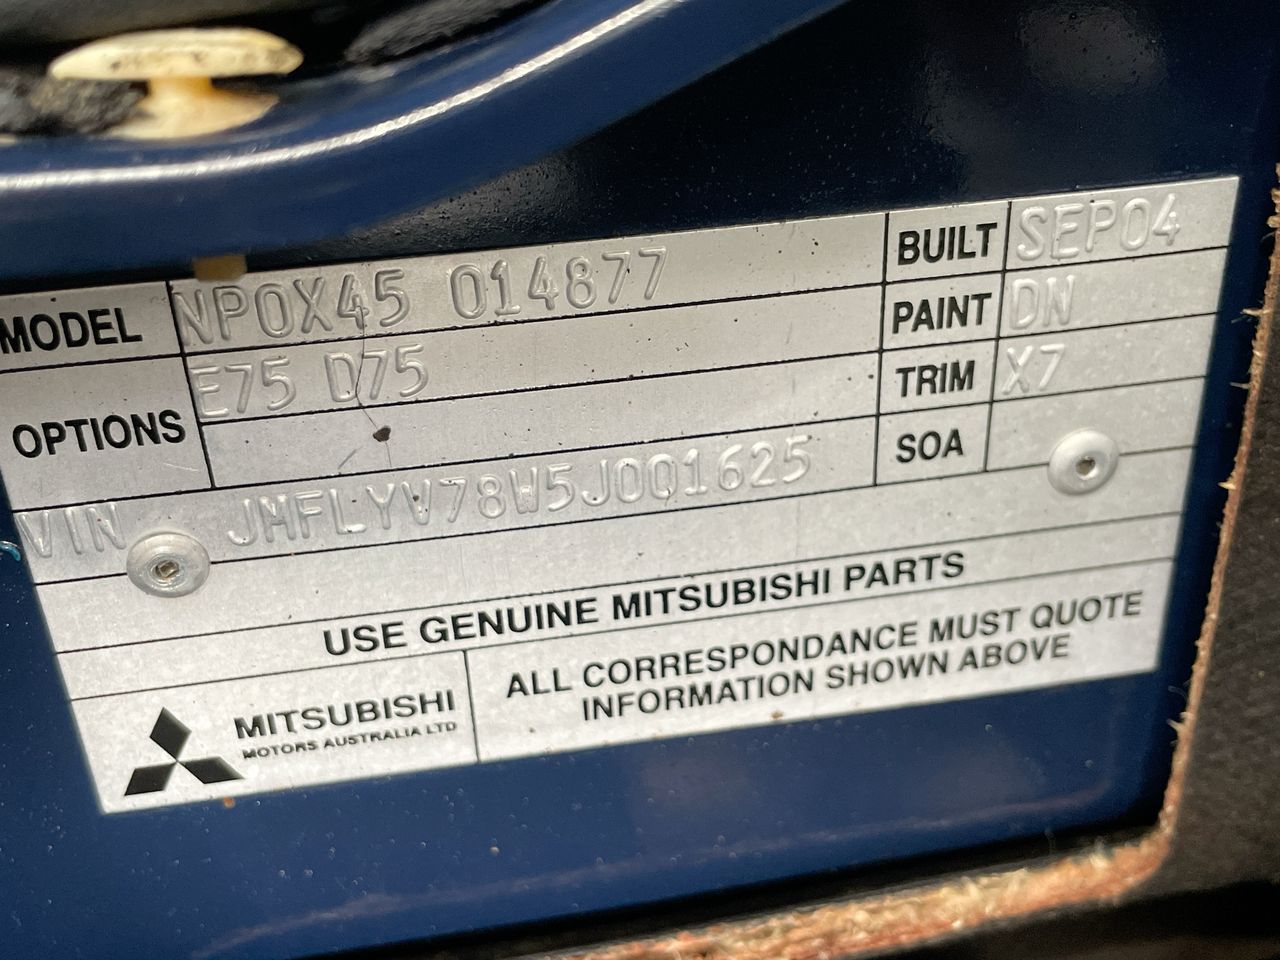 MODEL NP0X45 014877 BUILT SEP04
OPTIONS E75 D75 PAINT DN
TRIM X7
SOA
VIN JMFLYV78W5J001625
USE GENUINE MITSUBISHI PARTS
MITSUBISHI
MOTORS AUSTRALIA LTD
ALL CORRESPONDANCE MUST QUOTE
INFORMATION SHOWN ABOVE